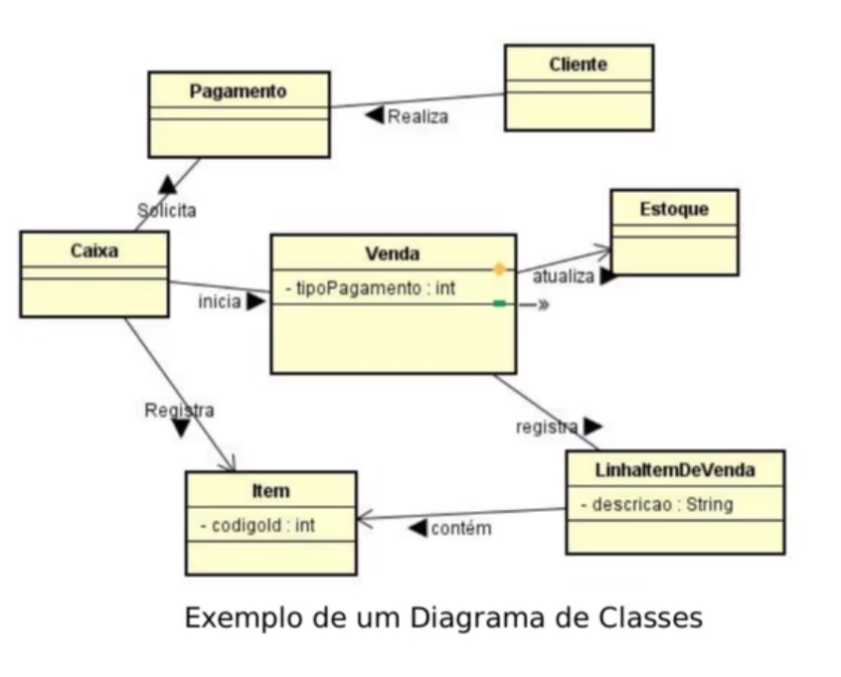 Cliente
Pagamento
◀ Realiza
Solicita
Estoque
Caixa
Venda
- tipoPagamento : int
atualiza ▶
inicia ▶
»
Registra
registra ▶
LinhaItemDeVenda
Item
- descricao : String
- codigoId : int
◀ contém
Exemplo de um Diagrama de Classes